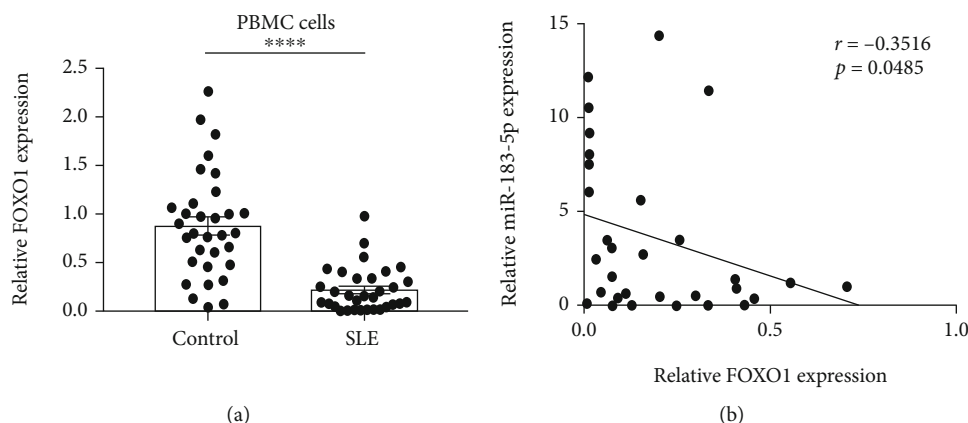 PBMC cells
****
Relative FOXO1 expression
2.5
2.0
1.5
1.0
0.5
0.0
Control
SLE
(a)
r = –0.3516
p = 0.0485
Relative miR-183-5p expression
15
10
5
0
0.0
0.5
1.0
Relative FOXO1 expression
(b)